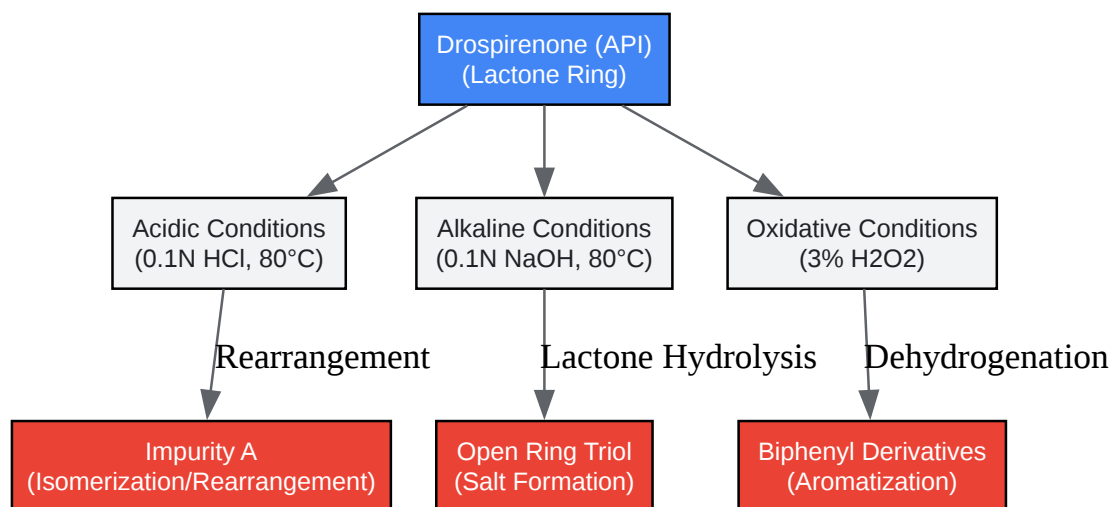 Drospirenone (API)
(Lactone Ring)
Acidic Conditions
(0.1N HCl, 80°C)
Alkaline Conditions
(0.1N NaOH, 80°C)
Oxidative Conditions
(3% H2O2)
Rearrangement
Lactone Hydrolysis
Dehydrogenation
Impurity A
(Isomerization/Rearrangement)
Open Ring Triol
(Salt Formation)
Biphenyl Derivatives
(Aromatization)